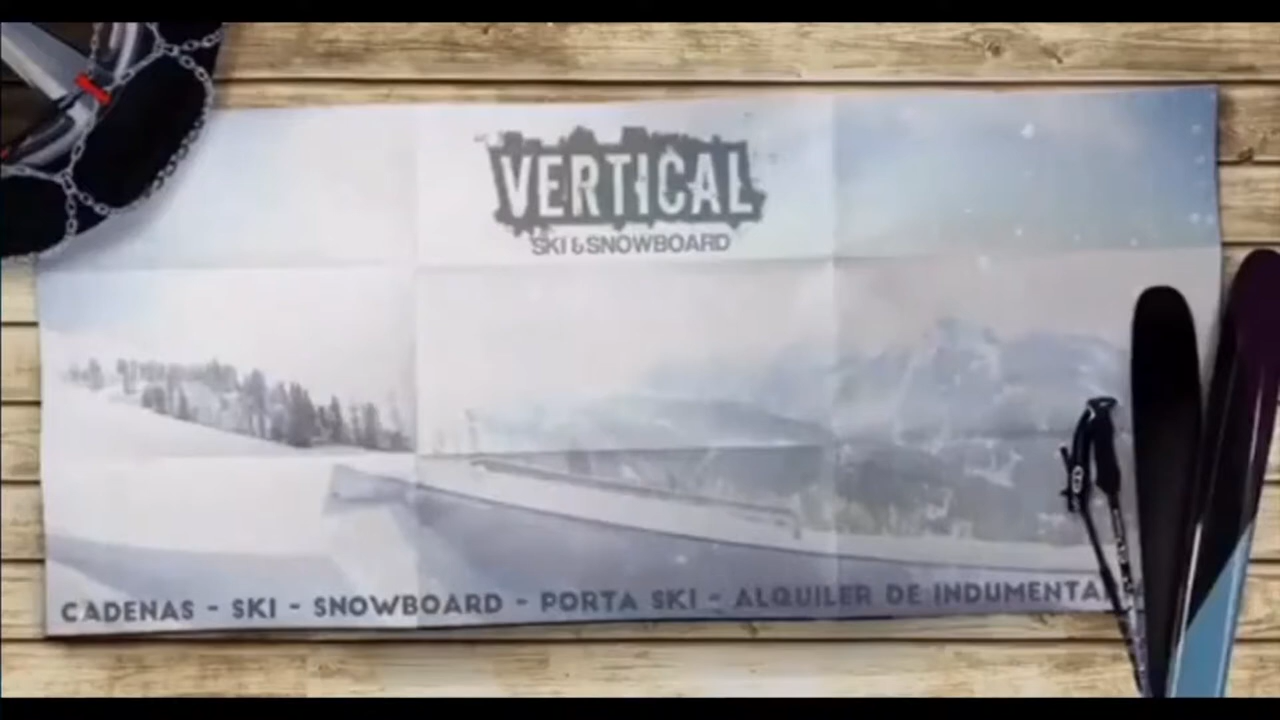 VERTICAL
SKI & SNOWBOARD
CADENAS - SKI - SNOWBOARD - PORTA SKI - ALQUILER DE